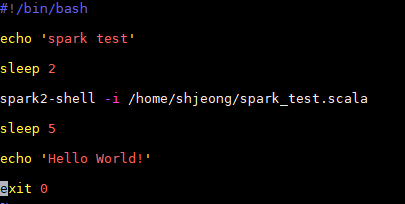 #!/bin/bash
echo 'spark test'
sleep 2
spark2-shell -i /home/shjeong/spark_test.scala
sleep 5
echo 'Hello World!'
exit 0